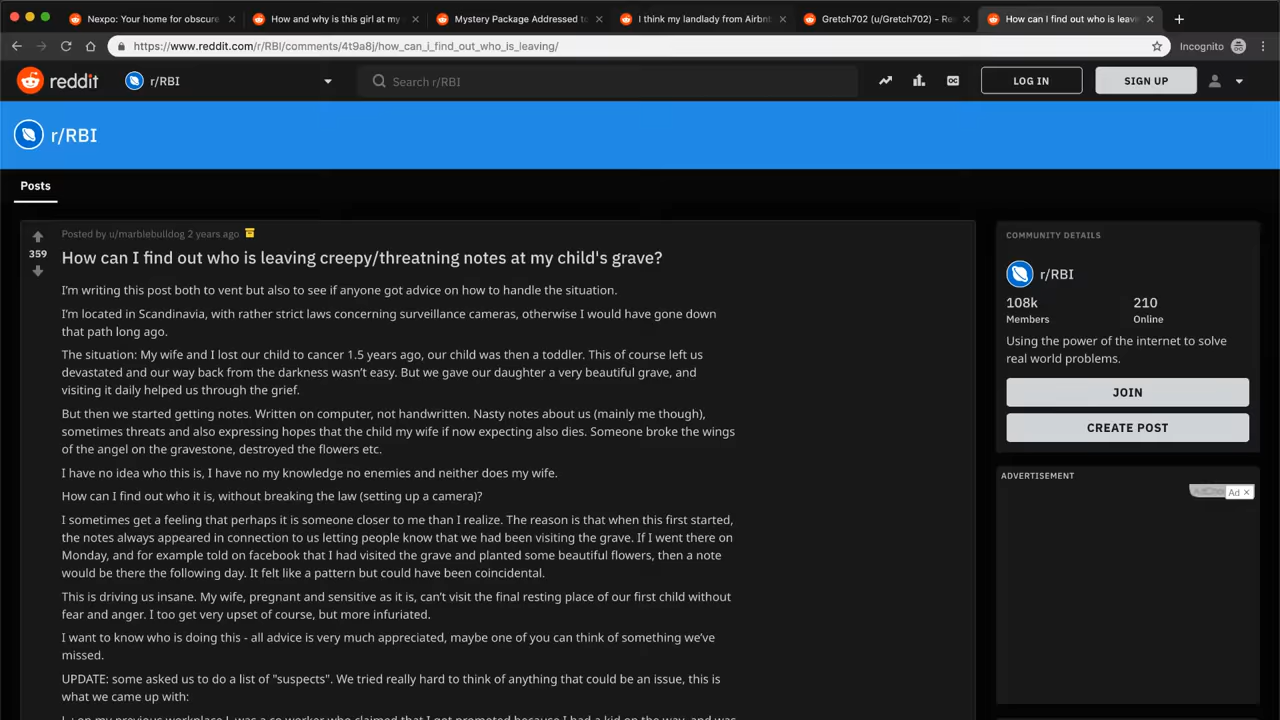 Nexpo: Your home for obscure
How and why is this girl at my
Mystery Package Addressed to
I think my landlady from Airbnb
Gretch702 (u/Gretch702) - Re
How can I find out who is leavi
https://www.reddit.com/r/RBI/comments/4t9a8j/how_can_i_find_out_who_is_leaving/
Incognito
reddit
r/RBI
Search r/RBI
LOG IN
SIGN UP
r/RBI
Posts
Posted by u/marblebulldog 2 years ago
359
How can I find out who is leaving creepy/threatning notes at my child's grave?
I'm writing this post both to vent but also to see if anyone got advice on how to handle the situation.
I'm located in Scandinavia, with rather strict laws concerning surveillance cameras, otherwise I would have gone down
that path long ago.
The situation: My wife and I lost our child to cancer 1.5 years ago, our child was then a toddler. This of course left us
devastated and our way back from the darkness wasn't easy. But we gave our daughter a very beautiful grave, and
visiting it daily helped us through the grief.
But then we started getting notes. Written on computer, not handwritten. Nasty notes about us (mainly me though),
sometimes threats and also expressing hopes that the child my wife if now expecting also dies. Someone broke the wings
of the angel on the gravestone, destroyed the flowers etc.
I have no idea who this is, I have no my knowledge no enemies and neither does my wife.
How can I find out who it is, without breaking the law (setting up a camera)?
I sometimes get a feeling that perhaps it is someone closer to me than I realize. The reason is that when this first started,
the notes always appeared in connection to us letting people know that we had been visiting the grave. If I went there on
Monday, and for example told on facebook that I had visited the grave and planted some beautiful flowers, then a note
would be there the following day. It felt like a pattern but could have been coincidental.
This is driving us insane. My wife, pregnant and sensitive as it is, can't visit the final resting place of our first child without
fear and anger. I too get very upset of course, but more infuriated.
I want to know who is doing this - all advice is very much appreciated, maybe one of you can think of something we've
missed.
UPDATE: some asked us to do a list of "suspects". We tried really hard to think of anything that could be an issue, this is
what we came up with:
COMMUNITY DETAILS
r/RBI
108k
210
Members
Online
Using the power of the internet to solve
real world problems.
JOIN
CREATE POST
ADVERTISEMENT
Ad